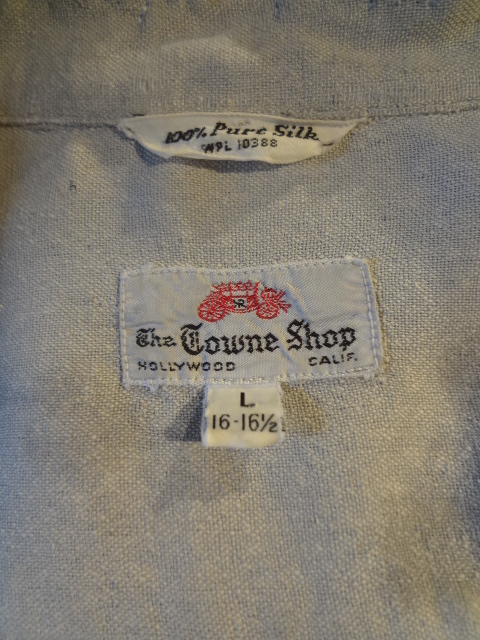 100% Pure Silk
WPL 10388
The Towne Shop
HOLLYWOOD CALIF.
L
16-16½